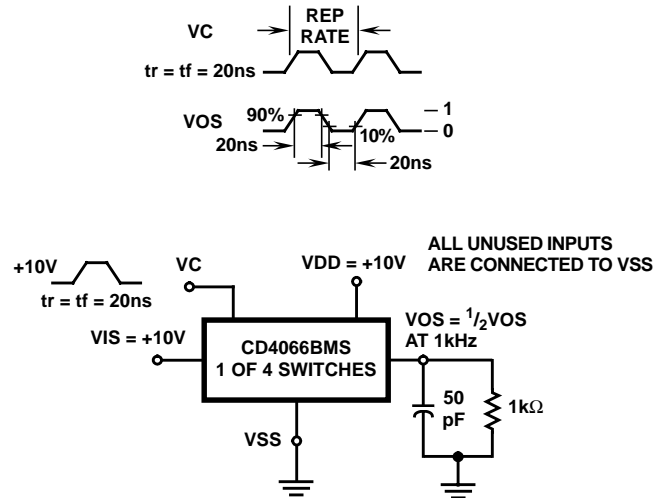 VC
REP
RATE
tr = tf = 20ns
VOS
90%
1
0
10%
20ns
20ns
ALL UNUSED INPUTS
ARE CONNECTED TO VSS
+10V
VC
VDD = +10V
tr = tf = 20ns
VIS = +10V
CD4066BMS
1 OF 4 SWITCHES
VOS = 1/2VOS
AT 1kHz
50
pF
1kΩ
VSS